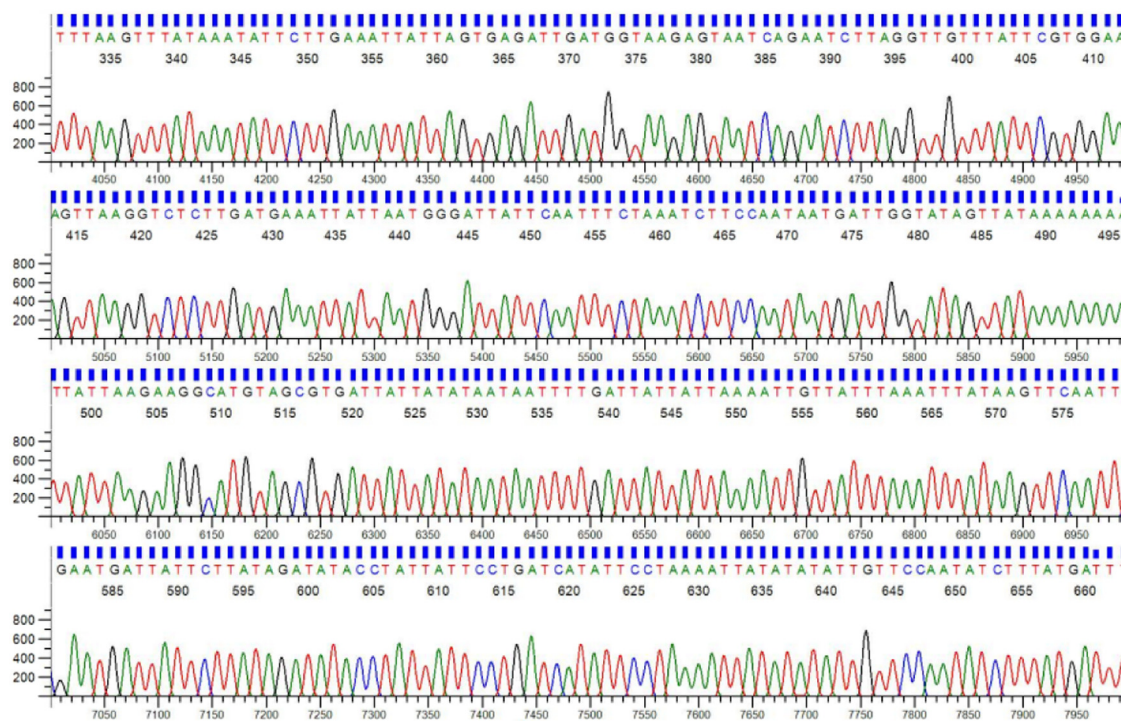 TTTAAGTTTATAAATATTCTTGAAATTATTAGTGAGATTGATGGTAAGAGTAATCAGAATCTTAGGTTGTTTATTCGTGGAA
335 340 345 350 355 360 365 370 375 380 385 390 395 400 405 410
800
600
400
200
4050 4100 4150 4200 4250 4300 4350 4400 4450 4500 4550 4600 4650 4700 4750 4800 4850 4900 4950
AGTTAAGGTCTCTTGATGAAATTATTAATGGGATTATTCAATTTCTAAATCTTCCAATAATGATTGGTATAGTTATAAAAAAAA
415 420 425 430 435 440 445 450 455 460 465 470 475 480 485 490 495
800
600
400
200
5050 5100 5150 5200 5250 5300 5350 5400 5450 5500 5550 5600 5650 5700 5750 5800 5850 5900 5950
TTATTAAGAAGGCATGTAGCGTGATTATTATATAATAATTTTGATTATTATTAAAATTGTTATTTAAATTTATAAGTTCAATT
500 505 510 515 520 525 530 535 540 545 550 555 560 565 570 575
800
600
400
200
6050 6100 6150 6200 6250 6300 6350 6400 6450 6500 6550 6600 6650 6700 6750 6800 6850 6900 6950
GAATGATTATTCTTATAGATATACCTATTATTCCTGATCATATTCCTAAAATTATATATATTGTTCCAATATCTTTATGATTT
585 590 595 600 605 610 615 620 625 630 635 640 645 650 655 660
800
600
400
200
7050 7100 7150 7200 7250 7300 7350 7400 7450 7500 7550 7600 7650 7700 7750 7800 7850 7900 7950